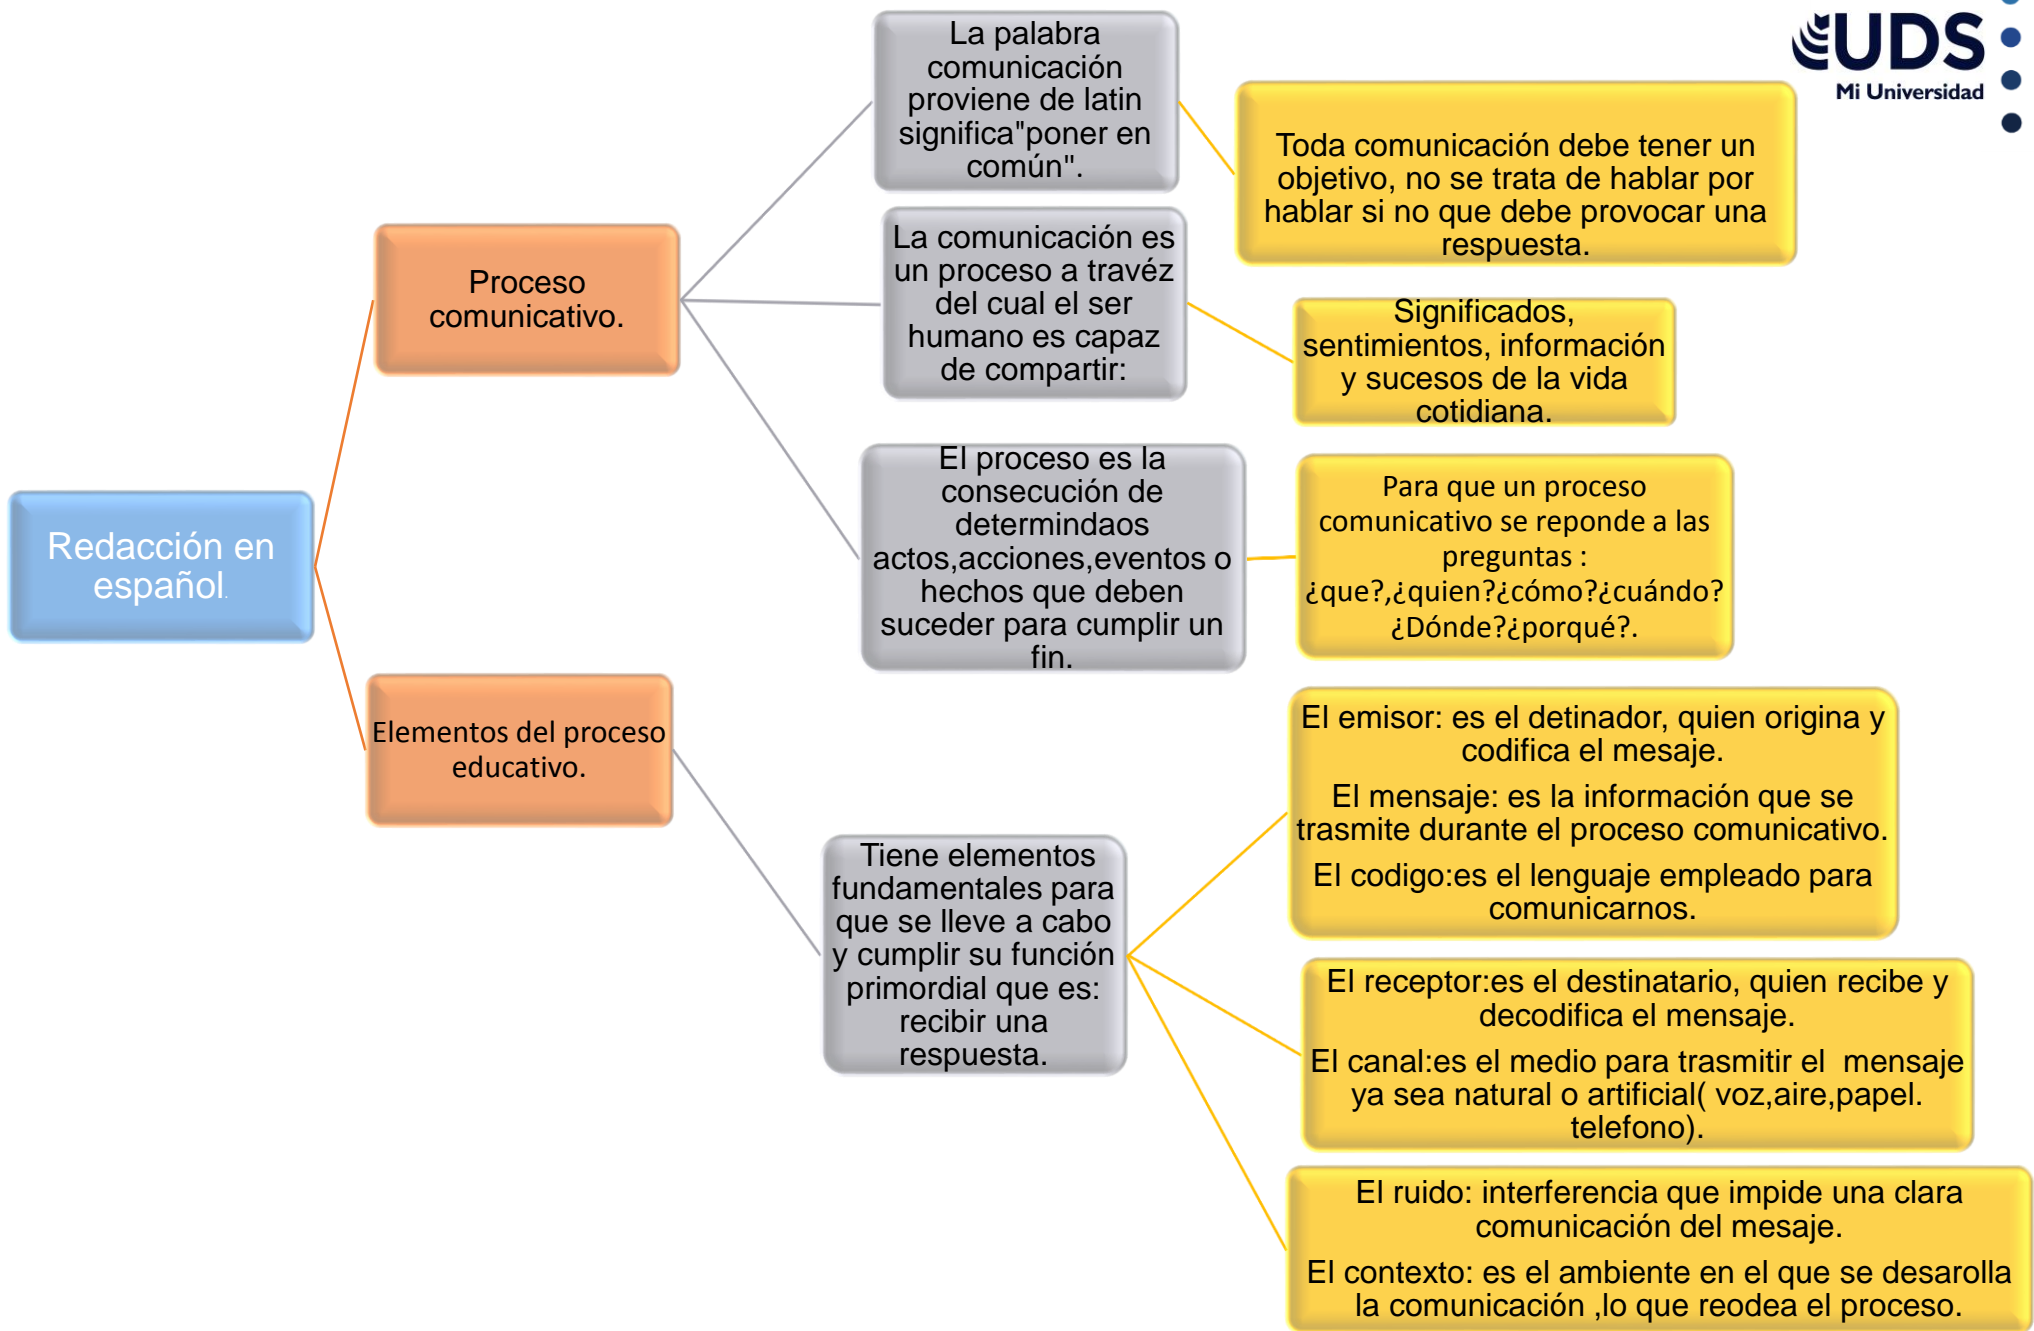 UDS
Mi Universidad
Redacción en
español.
Proceso
comunicativo.
La palabra
comunicación
proviene de latin
significa"poner en
común".
Toda comunicación debe tener un
objetivo, no se trata de hablar por
hablar si no que debe provocar una
respuesta.
La comunicación es
un proceso a travéz
del cual el ser
humano es capaz
de compartir:
Significados,
sentimientos, información
y sucesos de la vida
cotidiana.
El proceso es la
consecución de
determindaos
actos,acciones,eventos o
hechos que deben
suceder para cumplir un
fin.
Para que un proceso
comunicativo se reponde a las
preguntas :
¿que?,¿quien?¿cómo?¿cuándo?
¿Dónde?¿porqué?.
Elementos del proceso
educativo.
Tiene elementos
fundamentales para
que se lleve a cabo
y cumplir su función
primordial que es:
recibir una
respuesta.
El emisor: es el detinador, quien origina y
codifica el mesaje.
El mensaje: es la información que se
trasmite durante el proceso comunicativo.
El codigo:es el lenguaje empleado para
comunicarnos.
El receptor:es el destinatario, quien recibe y
decodifica el mensaje.
El canal:es el medio para trasmitir el  mensaje
ya sea natural o artificial( voz,aire,papel.
telefono).
El ruido: interferencia que impide una clara
comunicación del mesaje.
El contexto: es el ambiente en el que se desarolla
la comunicación ,lo que reodea el proceso.